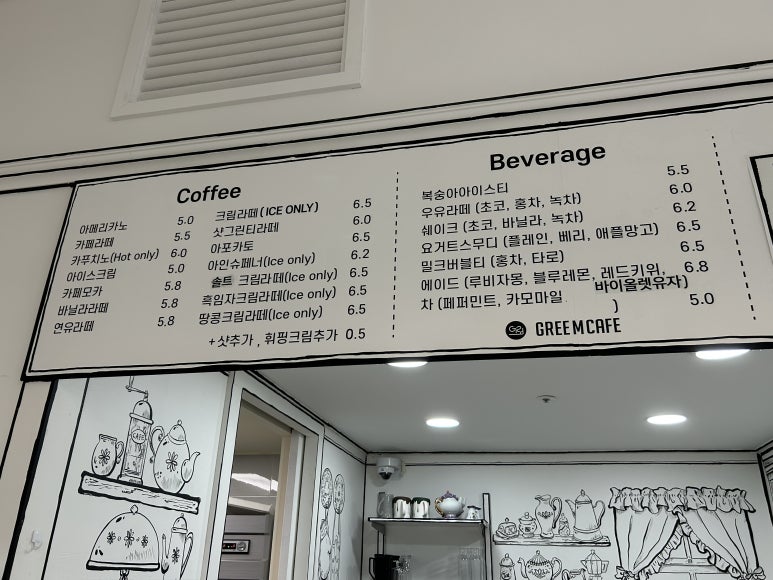 Coffee
아메리카노 5.0
카페라떼 5.5
카푸치노(Hot only) 6.0
아이스크림 5.0
카페모카 5.8
바닐라라떼 5.8
연유라떼 5.8
크림라떼(ICE ONLY) 6.5
샷그린티라떼 6.0
아포카토 6.5
아인슈페너(Ice only) 6.2
솔트 크림라떼(Ice only) 6.5
흑임자크림라떼(Ice only) 6.5
땅콩크림라떼(Ice only) 6.5
+샷추가, 휘핑크림추가 0.5
Beverage
복숭아아이스티 5.5
우유라떼 (초코, 홍차, 녹차) 6.0
쉐이크 (초코, 바닐라, 녹차) 6.2
요거트스무디 (플레인, 베리, 애플망고) 6.5
밀크버블티 (홍차, 타로) 6.5
에이드 (루비자몽, 블루레몬, 레드키위, 바이올렛유자) 6.8
차 (페퍼민트, 카모마일 ) 5.0
GREEMCAFE
CAFE